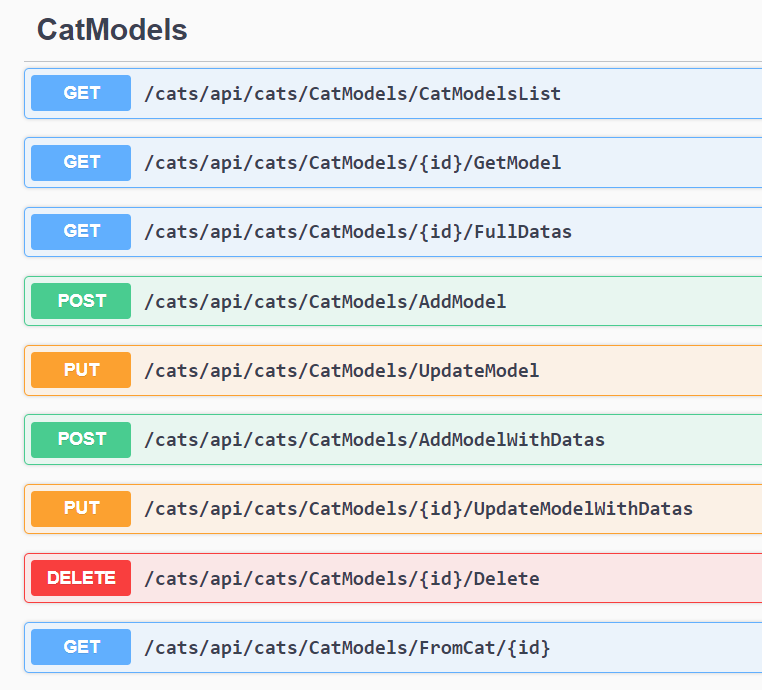 CatModels
GET /cats/api/cats/CatModels/CatModelsList
GET /cats/api/cats/CatModels/{id}/GetModel
GET /cats/api/cats/CatModels/{id}/FullDatas
POST /cats/api/cats/CatModels/AddModel
PUT /cats/api/cats/CatModels/UpdateModel
POST /cats/api/cats/CatModels/AddModelWithDatas
PUT /cats/api/cats/CatModels/{id}/UpdateModelWithDatas
DELETE /cats/api/cats/CatModels/{id}/Delete
GET /cats/api/cats/CatModels/FromCat/{id}